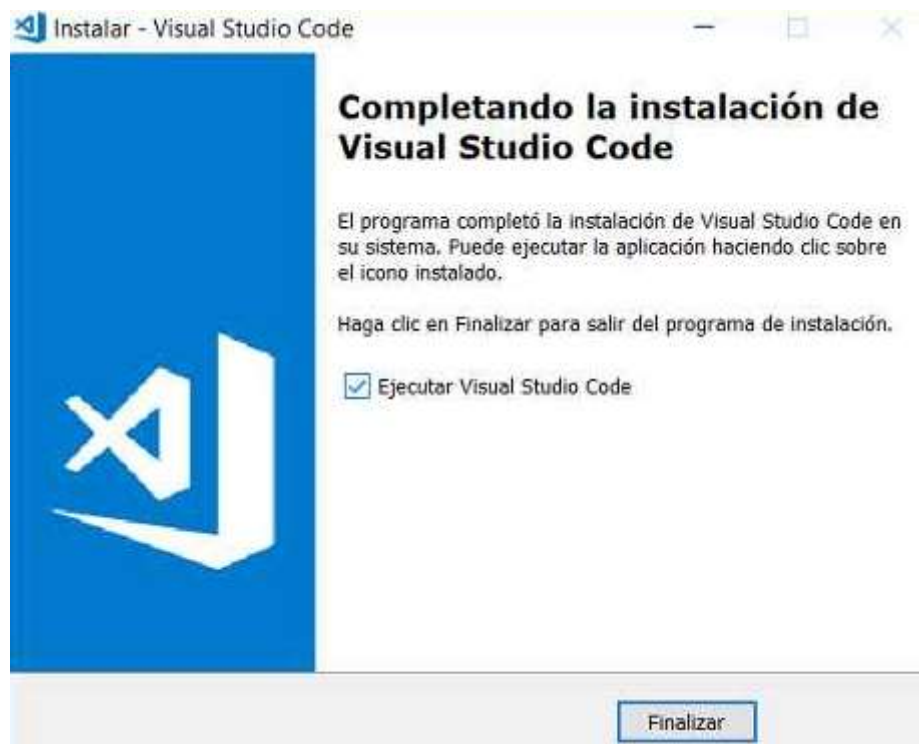 Instalar - Visual Studio Code
Completando la instalación de
Visual Studio Code
El programa completó la instalación de Visual Studio Code en
su sistema. Puede ejecutar la aplicación haciendo clic sobre
el icono instalado.
Haga clic en Finalizar para salir del programa de instalación.
Ejecutar Visual Studio Code
Finalizar